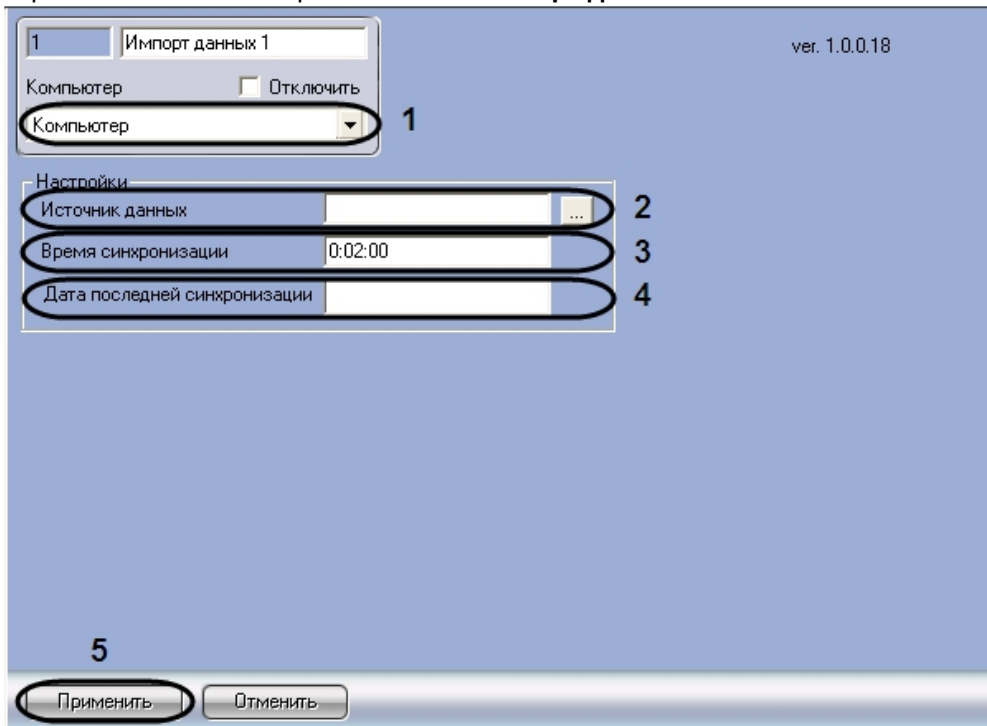 1 Импорт данных 1
ver. 1.0.0.18
Компьютер Отключить
Компьютер
1
Настройки
Источник данных ... 2
Время синхронизации 0:02:00 3
Дата последней синхронизации 4
5
Применить Отменить